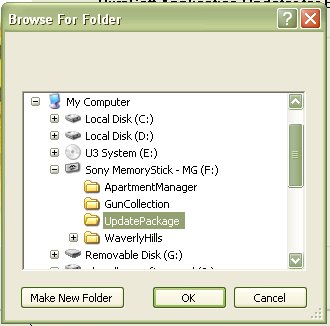 Browse For Folder
My Computer
Local Disk (C:)
Local Disk (D:)
U3 System (E:)
Sony MemoryStick - MG (F:)
ApartmentManager
GunCollection
UpdatePackage
WaverlyHills
Removable Disk (G:)
Make New Folder
OK
Cancel